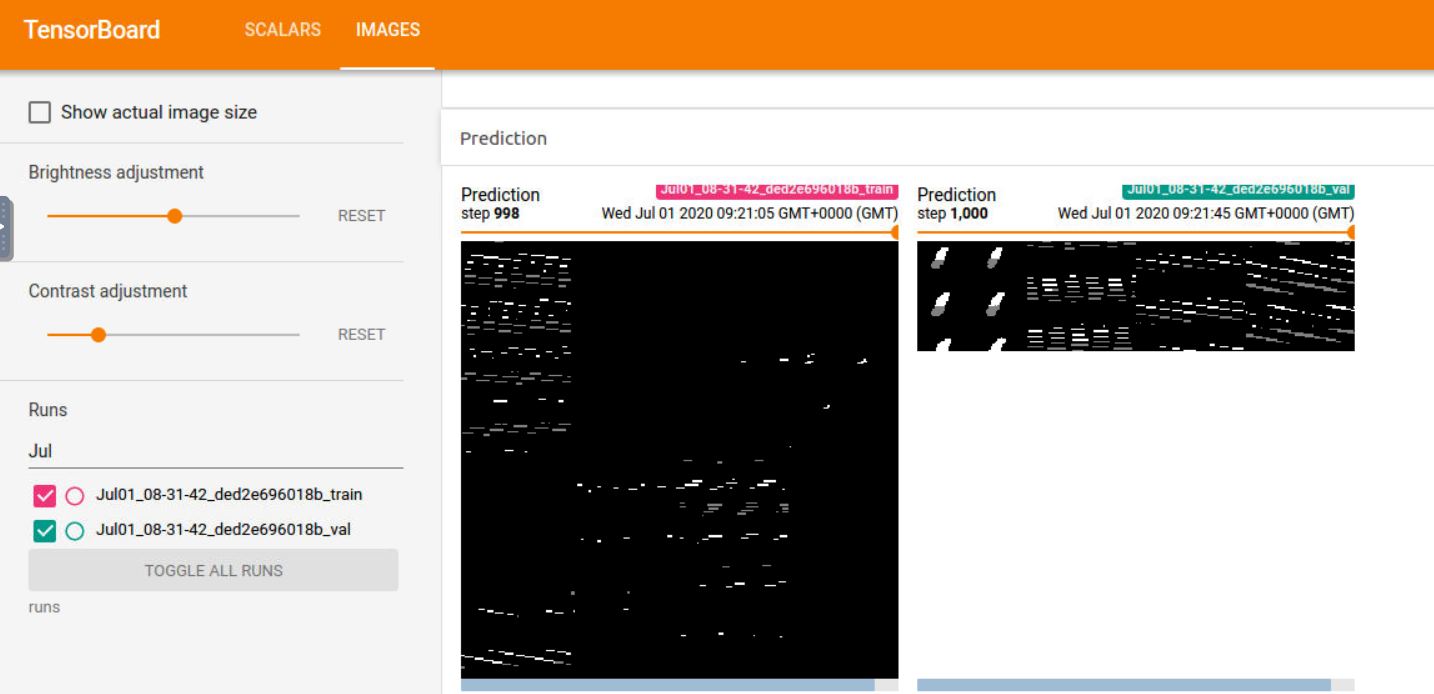 TensorBoard SCALARS IMAGES
Show actual image size
Brightness adjustment
RESET
Contrast adjustment
RESET
Runs
Jul
Jul01_08-31-42_ded2e696018b_train
Jul01_08-31-42_ded2e696018b_val
TOGGLE ALL RUNS
runs
Prediction
Prediction Jul01_08-31-42_ded2e696018b_train
step 998 Wed Jul 01 2020 09:21:05 GMT+0000 (GMT)
Prediction Jul01_08-31-42_ded2e696018b_val
step 1,000 Wed Jul 01 2020 09:21:45 GMT+0000 (GMT)